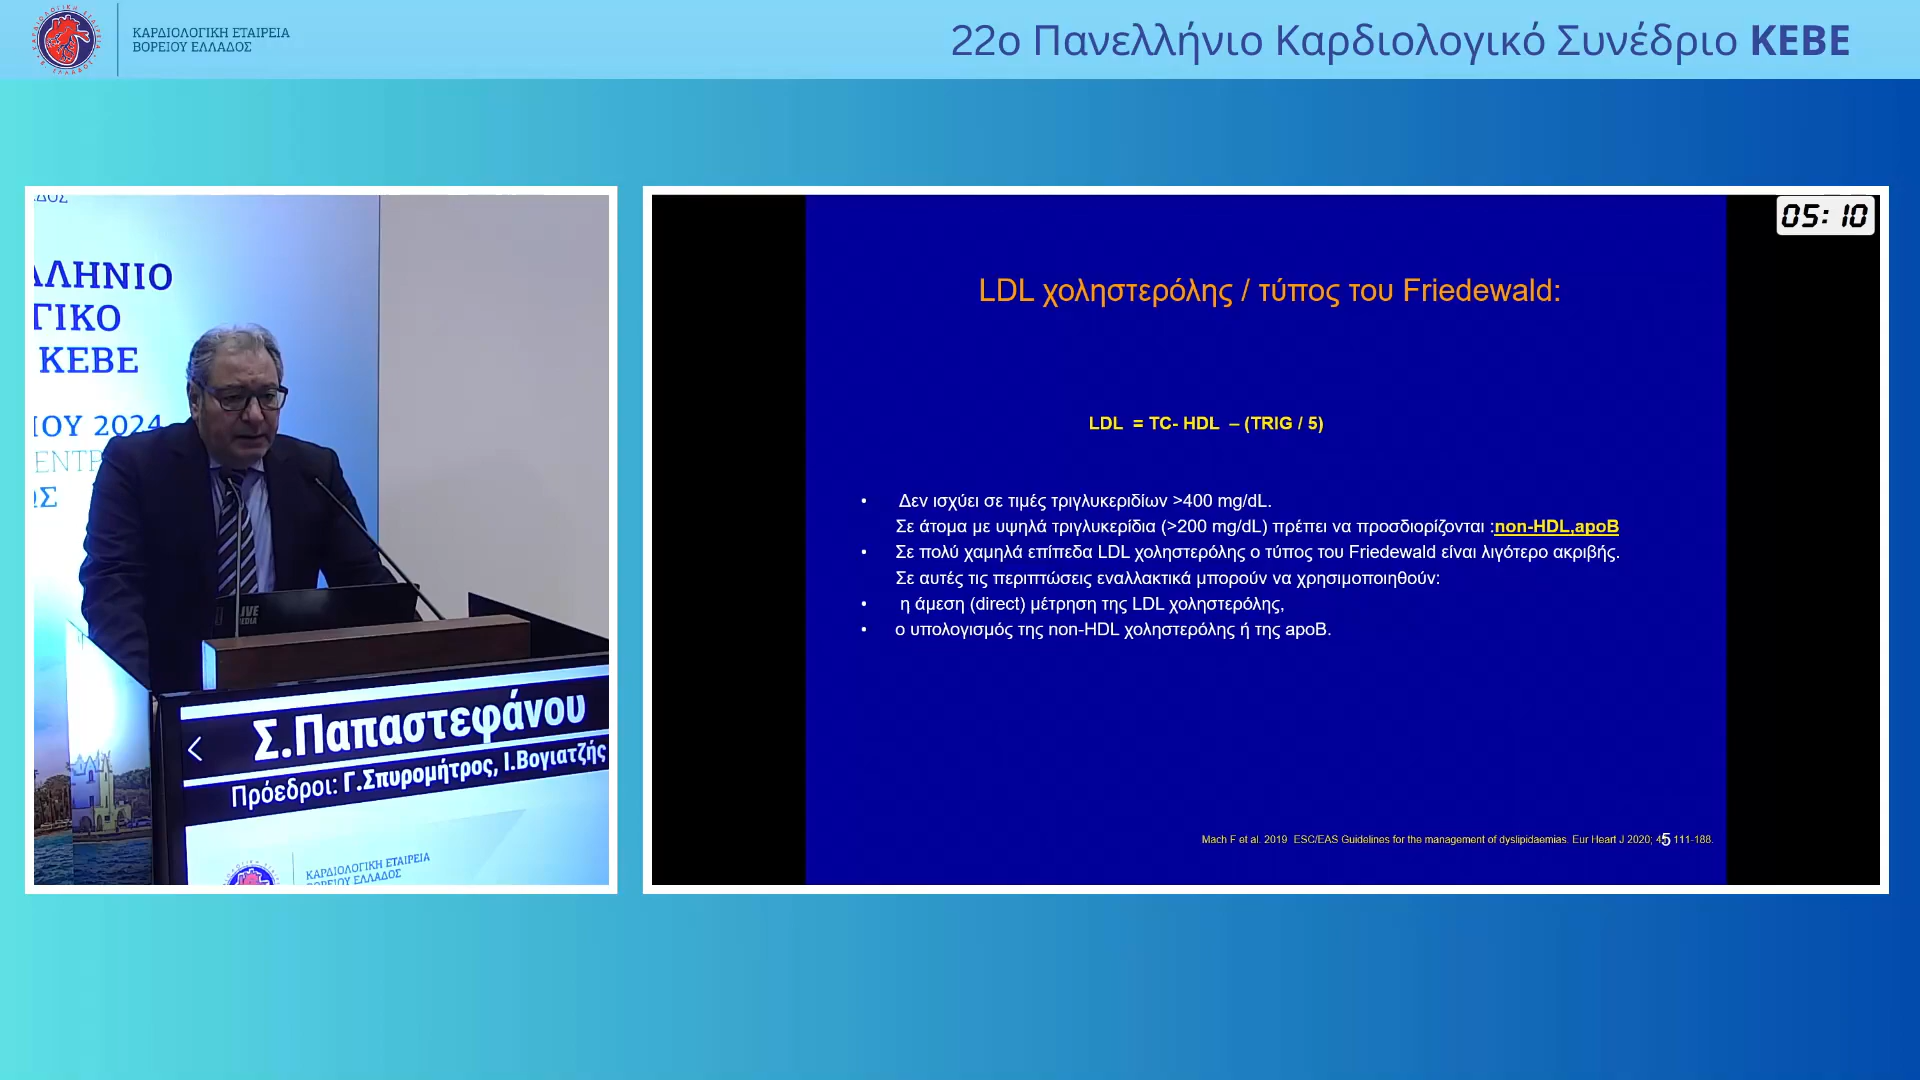 ΚΑΡΔΙΟΛΟΓΙΚΗ ΕΤΑΙΡΕΙΑ
ΒΟΡΕΙΟΥ ΕΛΛΑΔΟΣ
22ο Πανελλήνιο Καρδιολογικό Συνέδριο ΚΕΒΕ
ΛΛΗΝΙΟ
ΓΙΚΟ
ΚΕΒΕ
ΙΟΥ 2024
ΕΝΤΡ
ΩΣ
Σ.Παπαστεφάνου
Πρόεδροι: Γ.Σπυρομήτρος, Ι.Βογιατζής
ΚΑΡΔΙΟΛΟΓΙΚΗ ΕΤΑΙΡΕΙΑ
ΒΟΡΕΙΟΥ ΕΛΛΑΔΟΣ
05:10
LDL χοληστερόλης / τύπος του Friedewald:
LDL = TC- HDL – (TRIG / 5)
• Δεν ισχύει σε τιμές τριγλυκεριδίων >400 mg/dL.
Σε άτομα με υψηλά τριγλυκερίδια (>200 mg/dL) πρέπει να προσδιορίζονται :non-HDL,apoB
• Σε πολύ χαμηλά επίπεδα LDL χοληστερόλης ο τύπος του Friedewald είναι λιγότερο ακριβής.
Σε αυτές τις περιπτώσεις εναλλακτικά μπορούν να χρησιμοποιηθούν:
• η άμεση (direct) μέτρηση της LDL χοληστερόλης,
• ο υπολογισμός της non-HDL χοληστερόλης ή της apoB.
Mach F et al. 2019 ESC/EAS Guidelines for the management of dyslipidaemias. Eur Heart J 2020; 111-188.
5